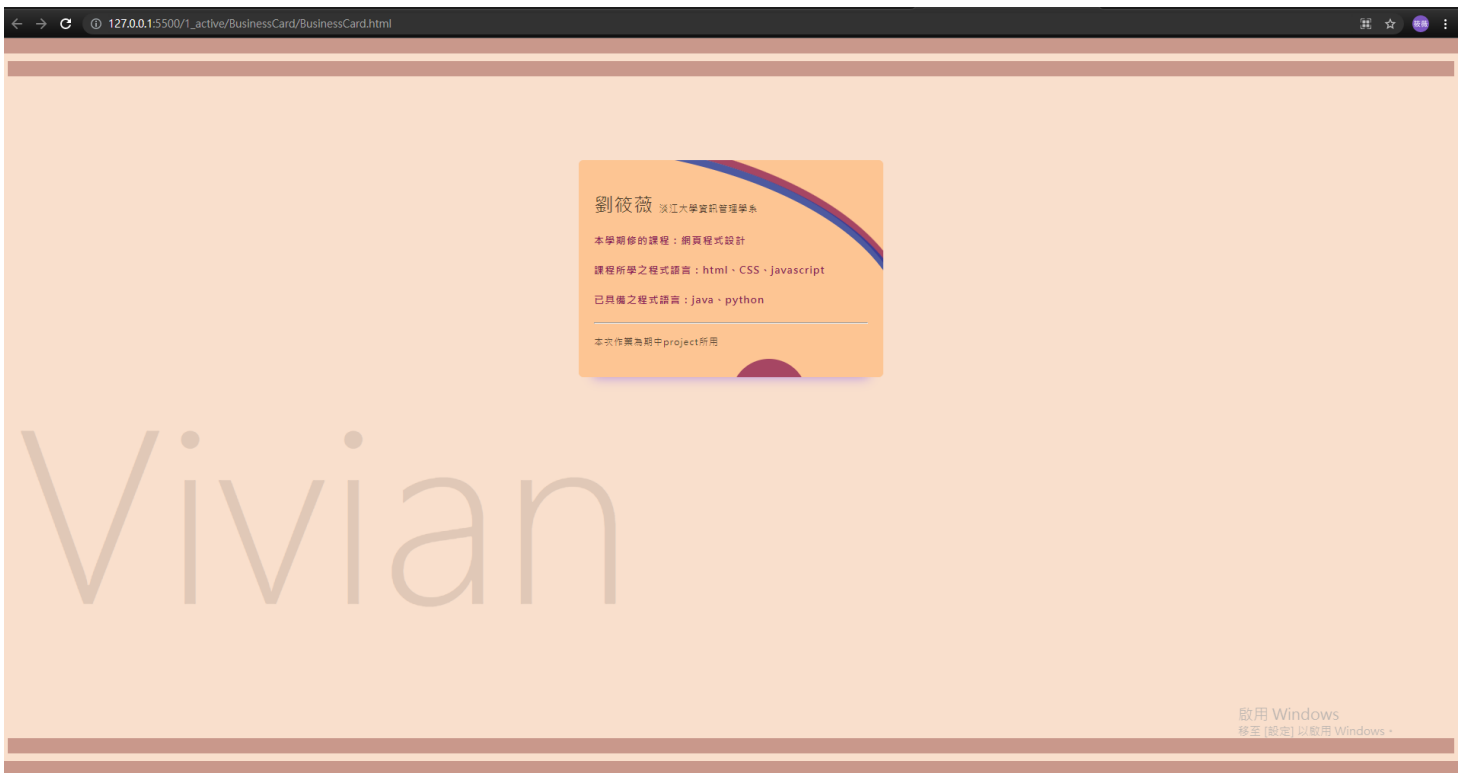 127.0.0.1:5500/1_active/BusinessCard/BusinessCard.html
筱薇
劉筱薇 淡江大學資訊管理學系
本學期修的課程：網頁程式設計
課程所學之程式語言：html、CSS、javascript
已具備之程式語言：java、python
本次作業為期中project所用
Vivian
啟用 Windows
移至 [設定] 以啟用 Windows。